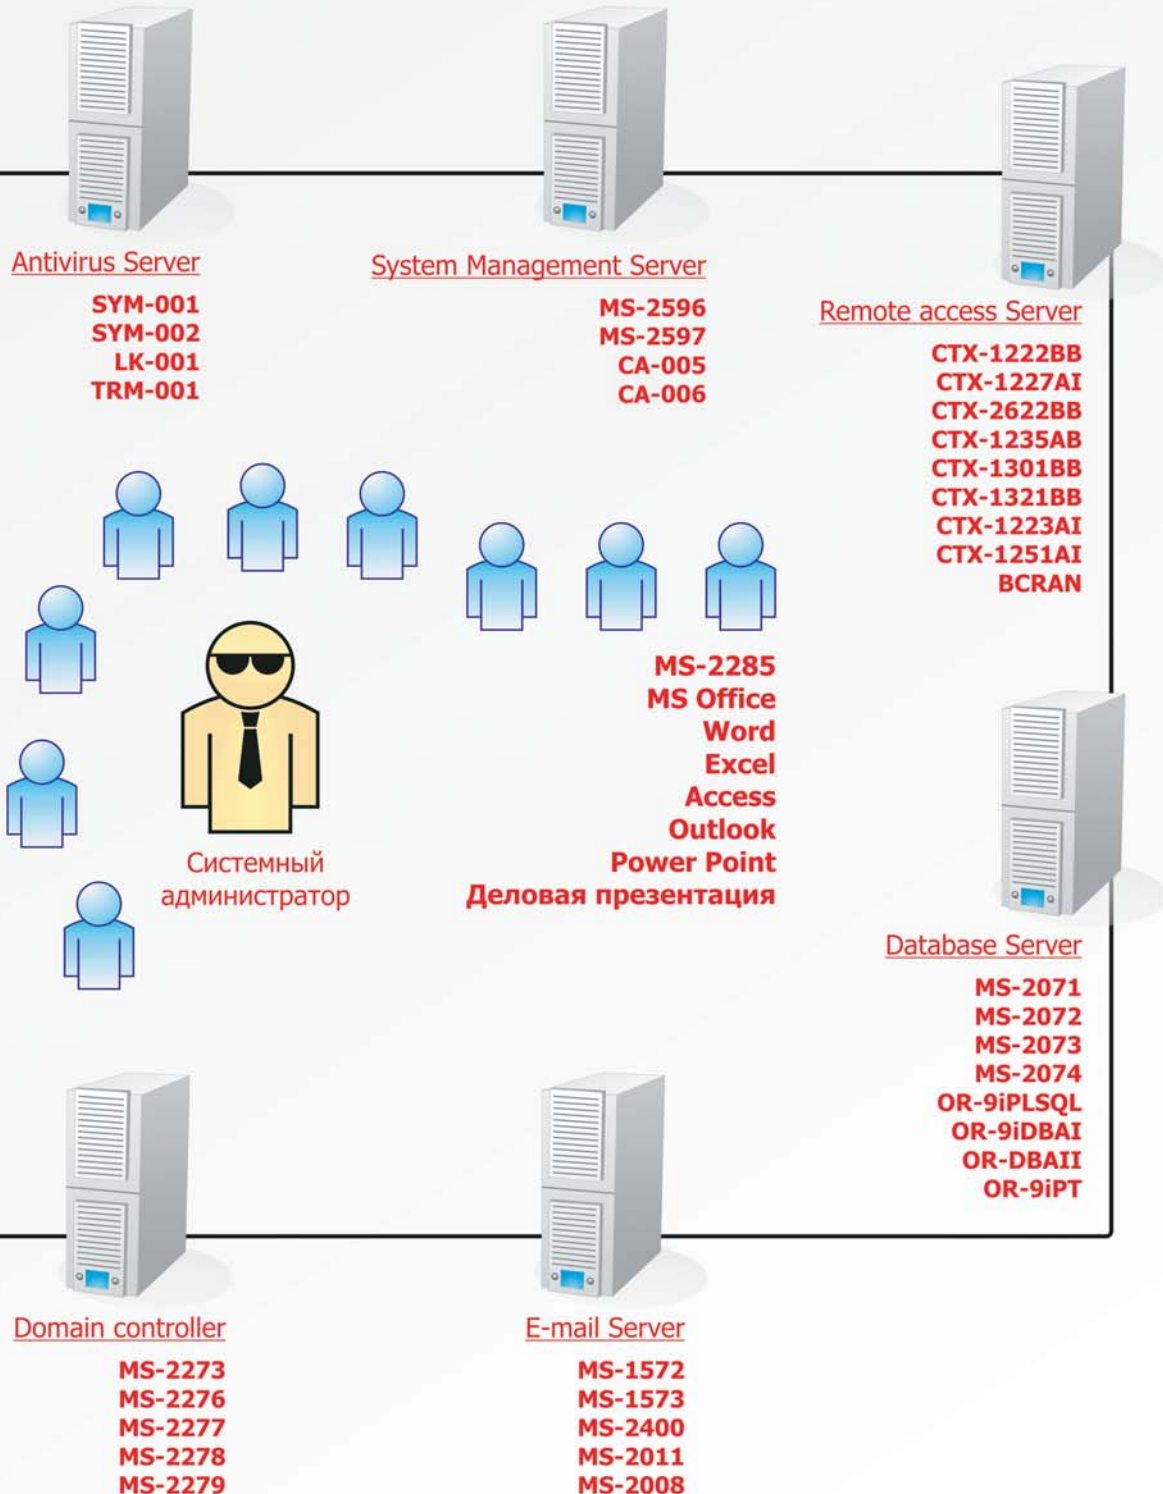 Antivirus Server
SYM-001
SYM-002
LK-001
TRM-001
System Management Server
MS-2596
MS-2597
CA-005
CA-006
Remote access Server
CTX-1222BB
CTX-1227AI
CTX-2622BB
CTX-1235AB
CTX-1301BB
CTX-1321BB
CTX-1223AI
CTX-1251AI
BCRAN
MS-2285
MS Office
Word
Excel
Access
Outlook
Power Point
Деловая презентация
Системный
администратор
Database Server
MS-2071
MS-2072
MS-2073
MS-2074
OR-9iPLSQL
OR-9iDBAI
OR-DBAII
OR-9iPT
Domain controller
MS-2273
MS-2276
MS-2277
MS-2278
MS-2279
E-mail Server
MS-1572
MS-1573
MS-2400
MS-2011
MS-2008